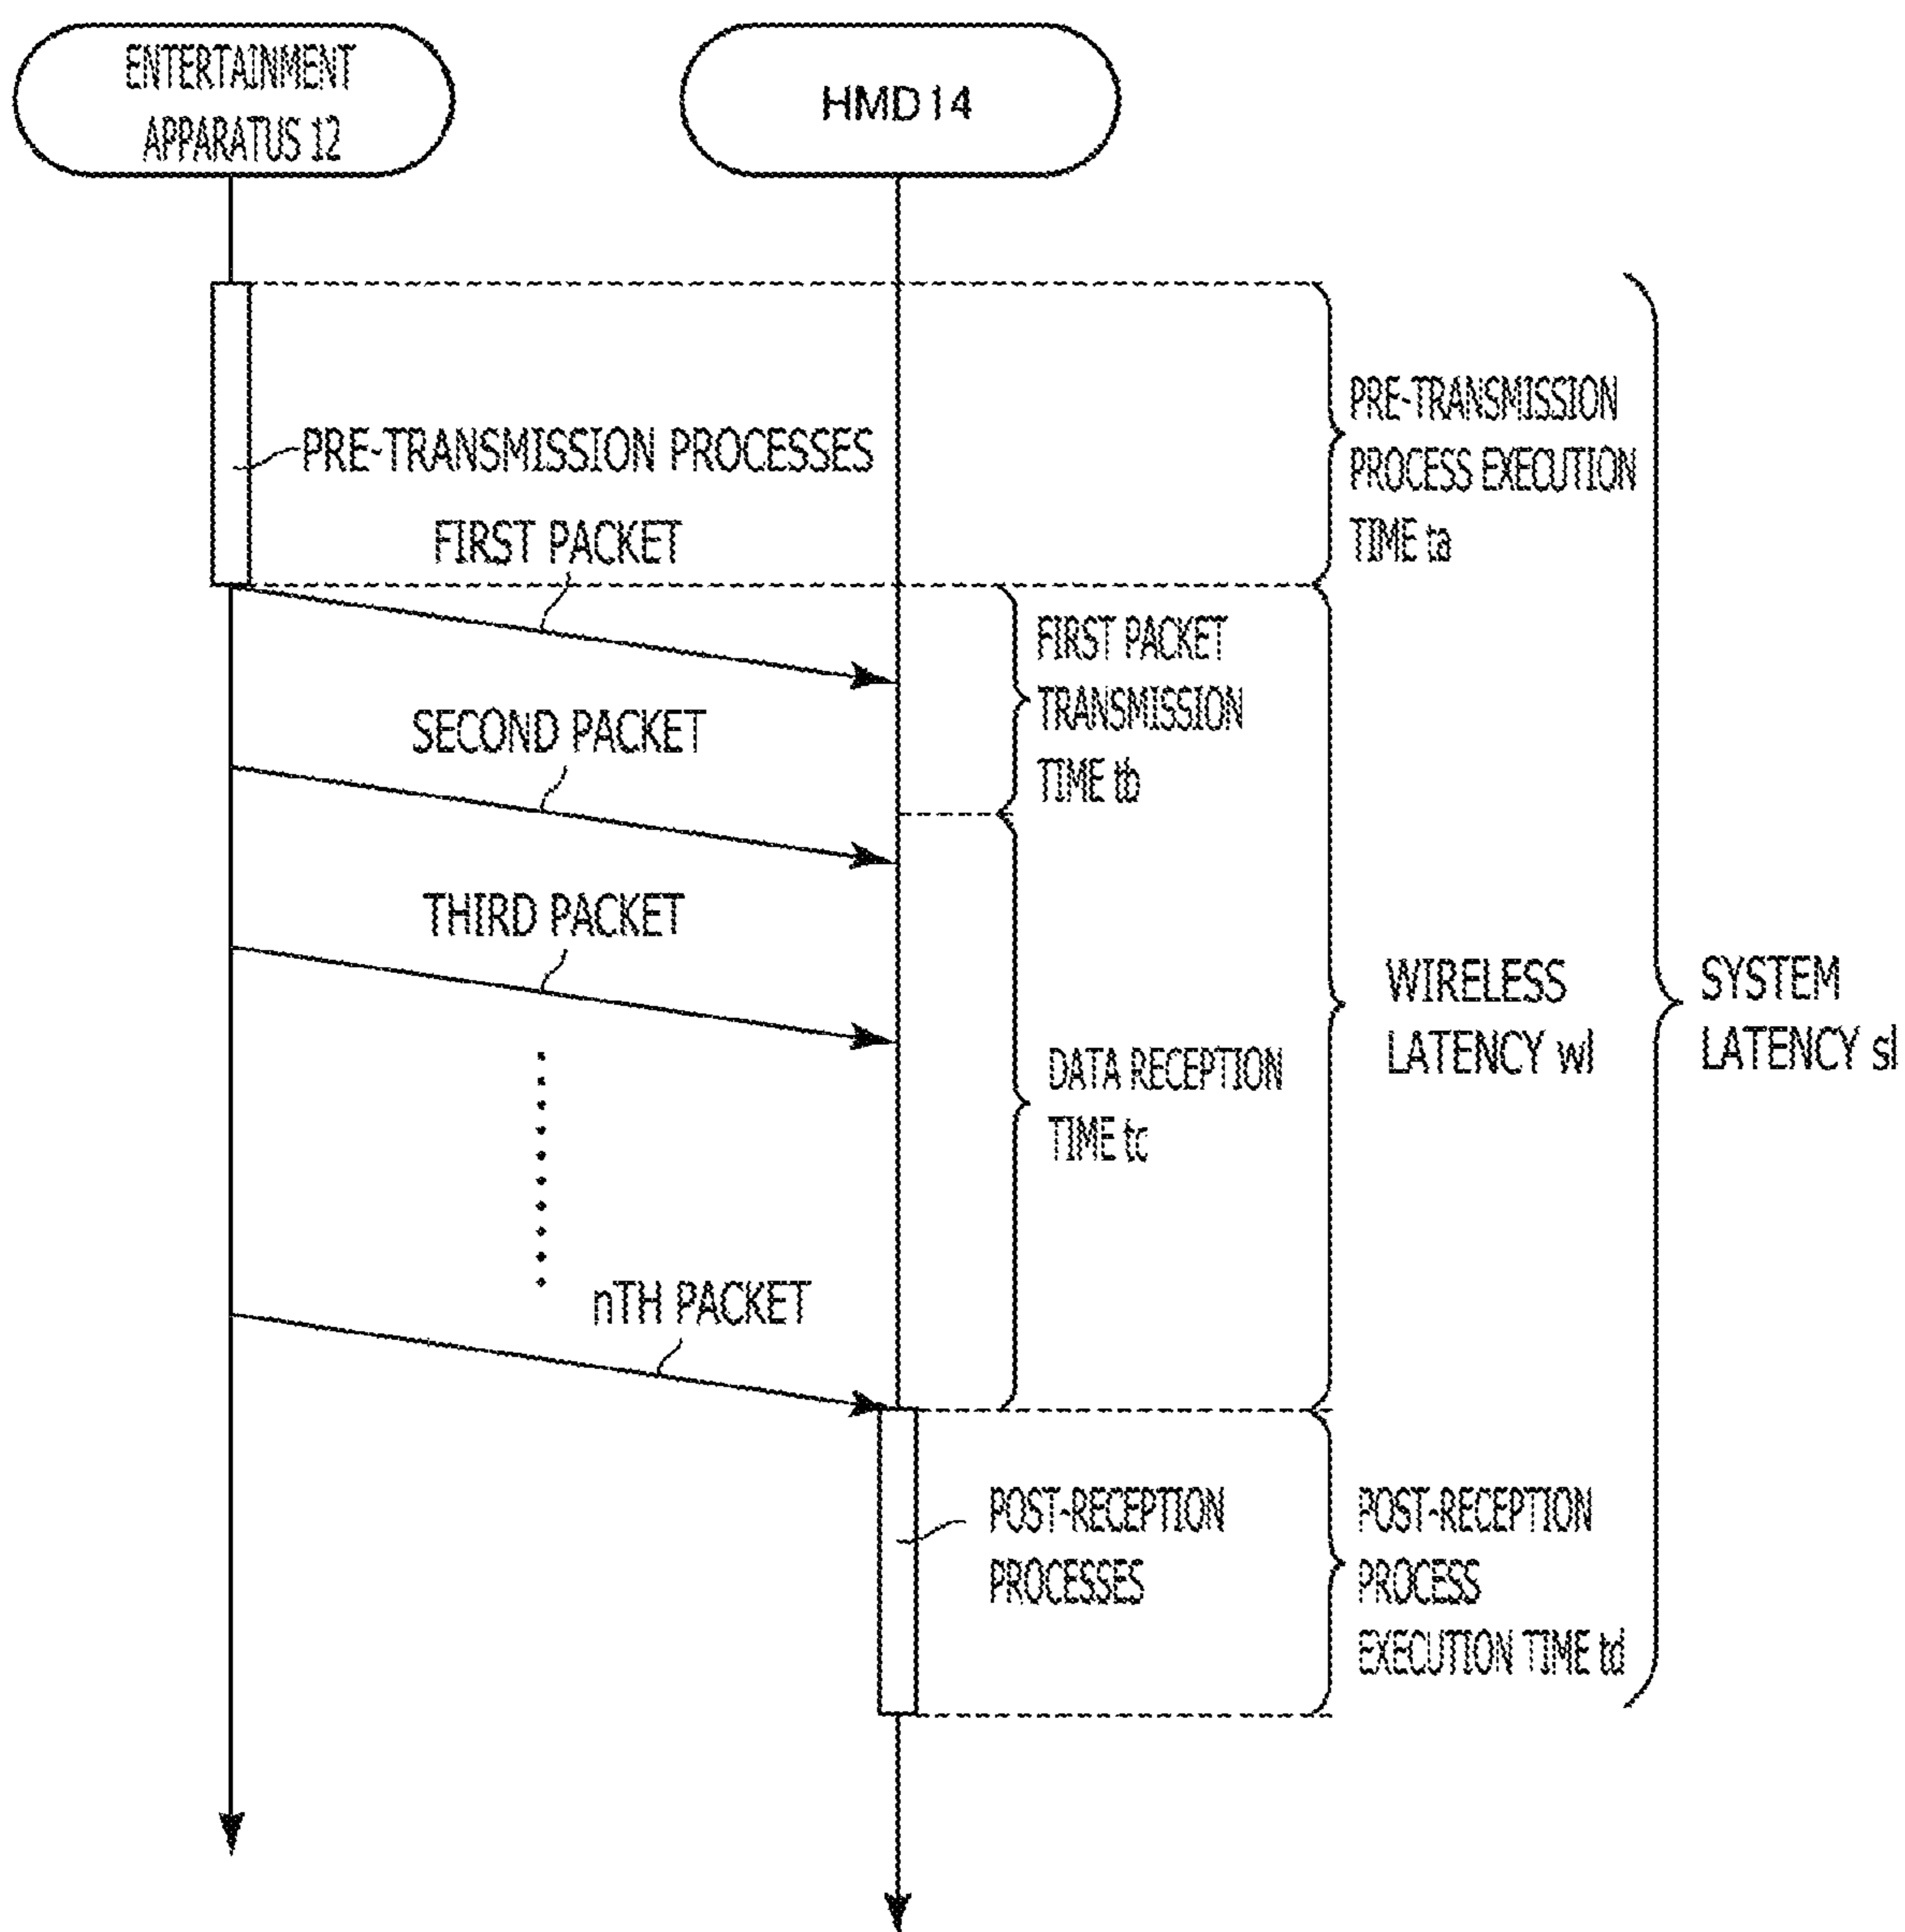 ENTERTAINMENT
APPARATUS 12
HMD14
PRE-TRANSMISSION PROCESSES
PRE-TRANSMISSION
PROCESS EXECUTION
TIME ta
FIRST PACKET
FIRST PACKET
TRANSMISSION
TIME tb
SECOND PACKET
THIRD PACKET
DATA RECEPTION
TIME tc
WIRELESS
LATENCY wl
SYSTEM
LATENCY sl
nTH PACKET
POST-RECEPTION
PROCESSES
POST-RECEPTION
PROCESS
EXECUTION TIME td